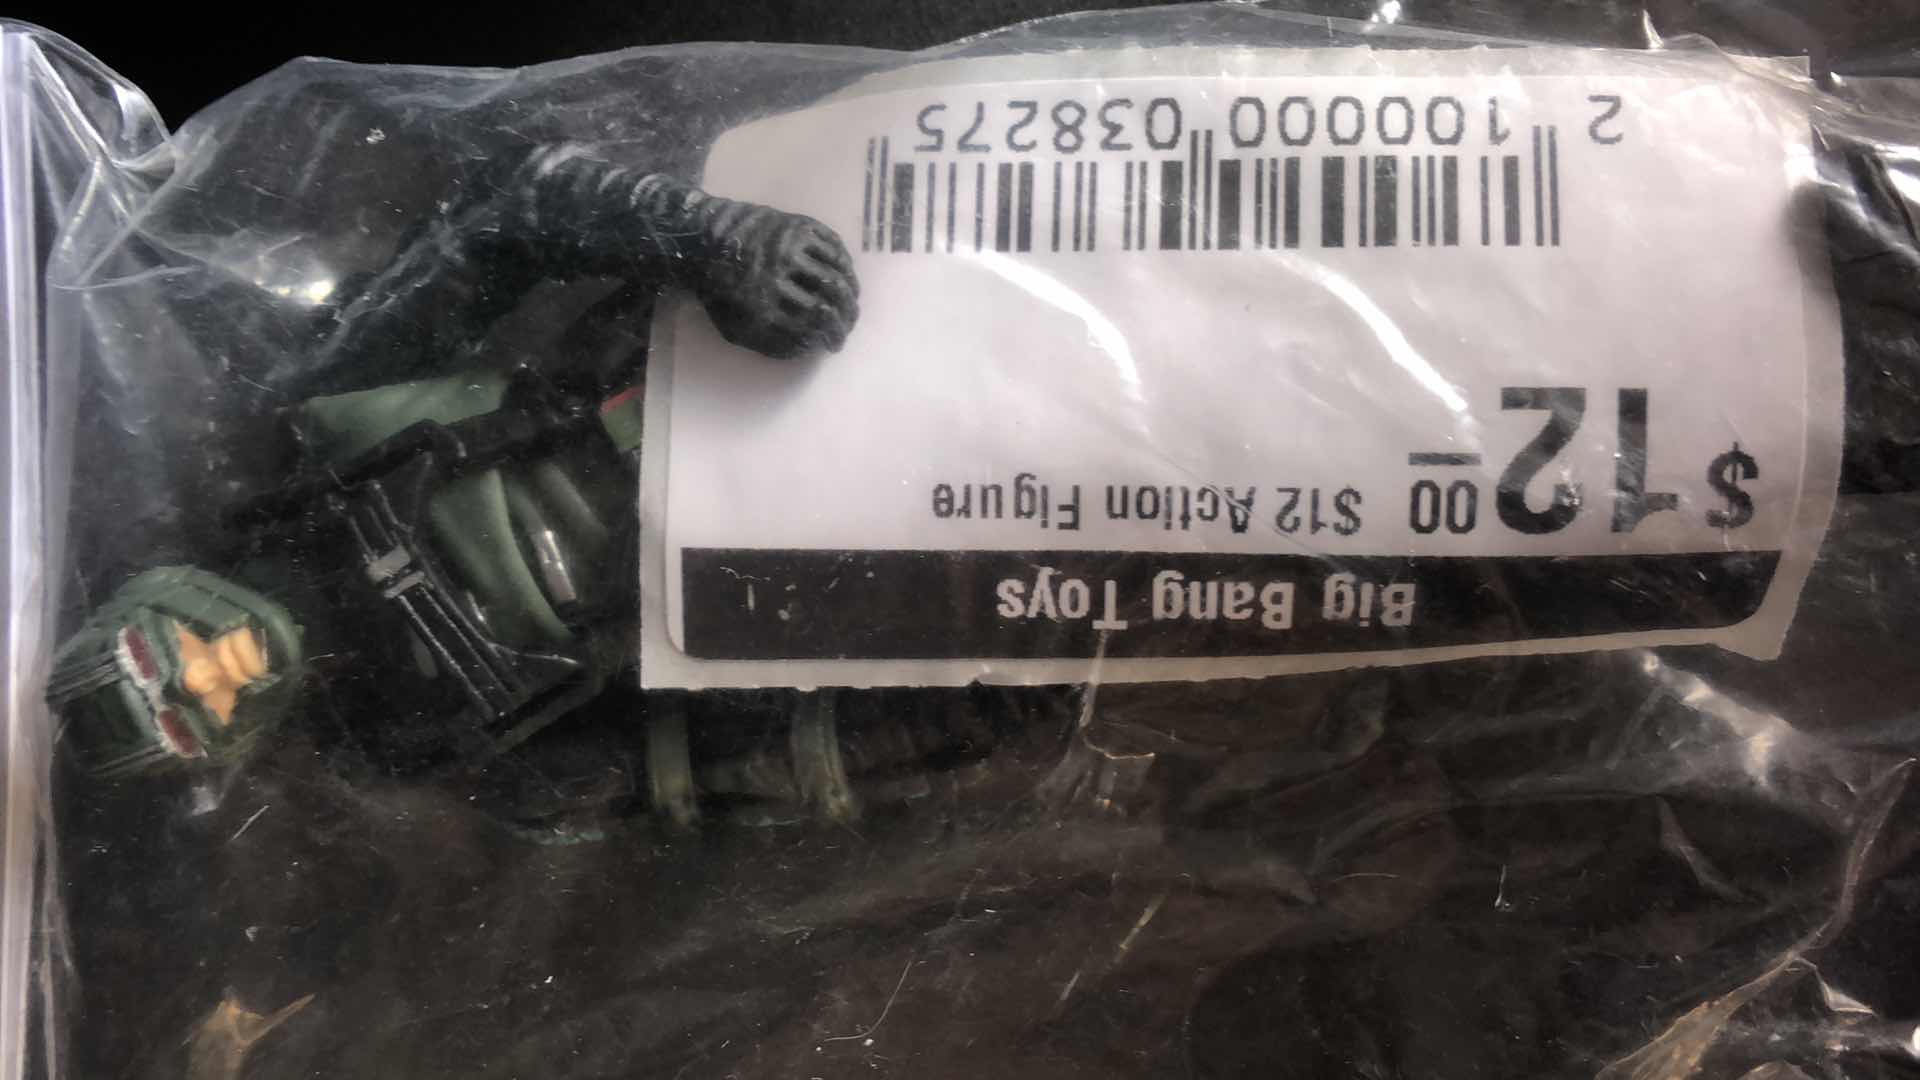 Big Bang Toys
$12 00 $12 Action Figure
2 100000 038275